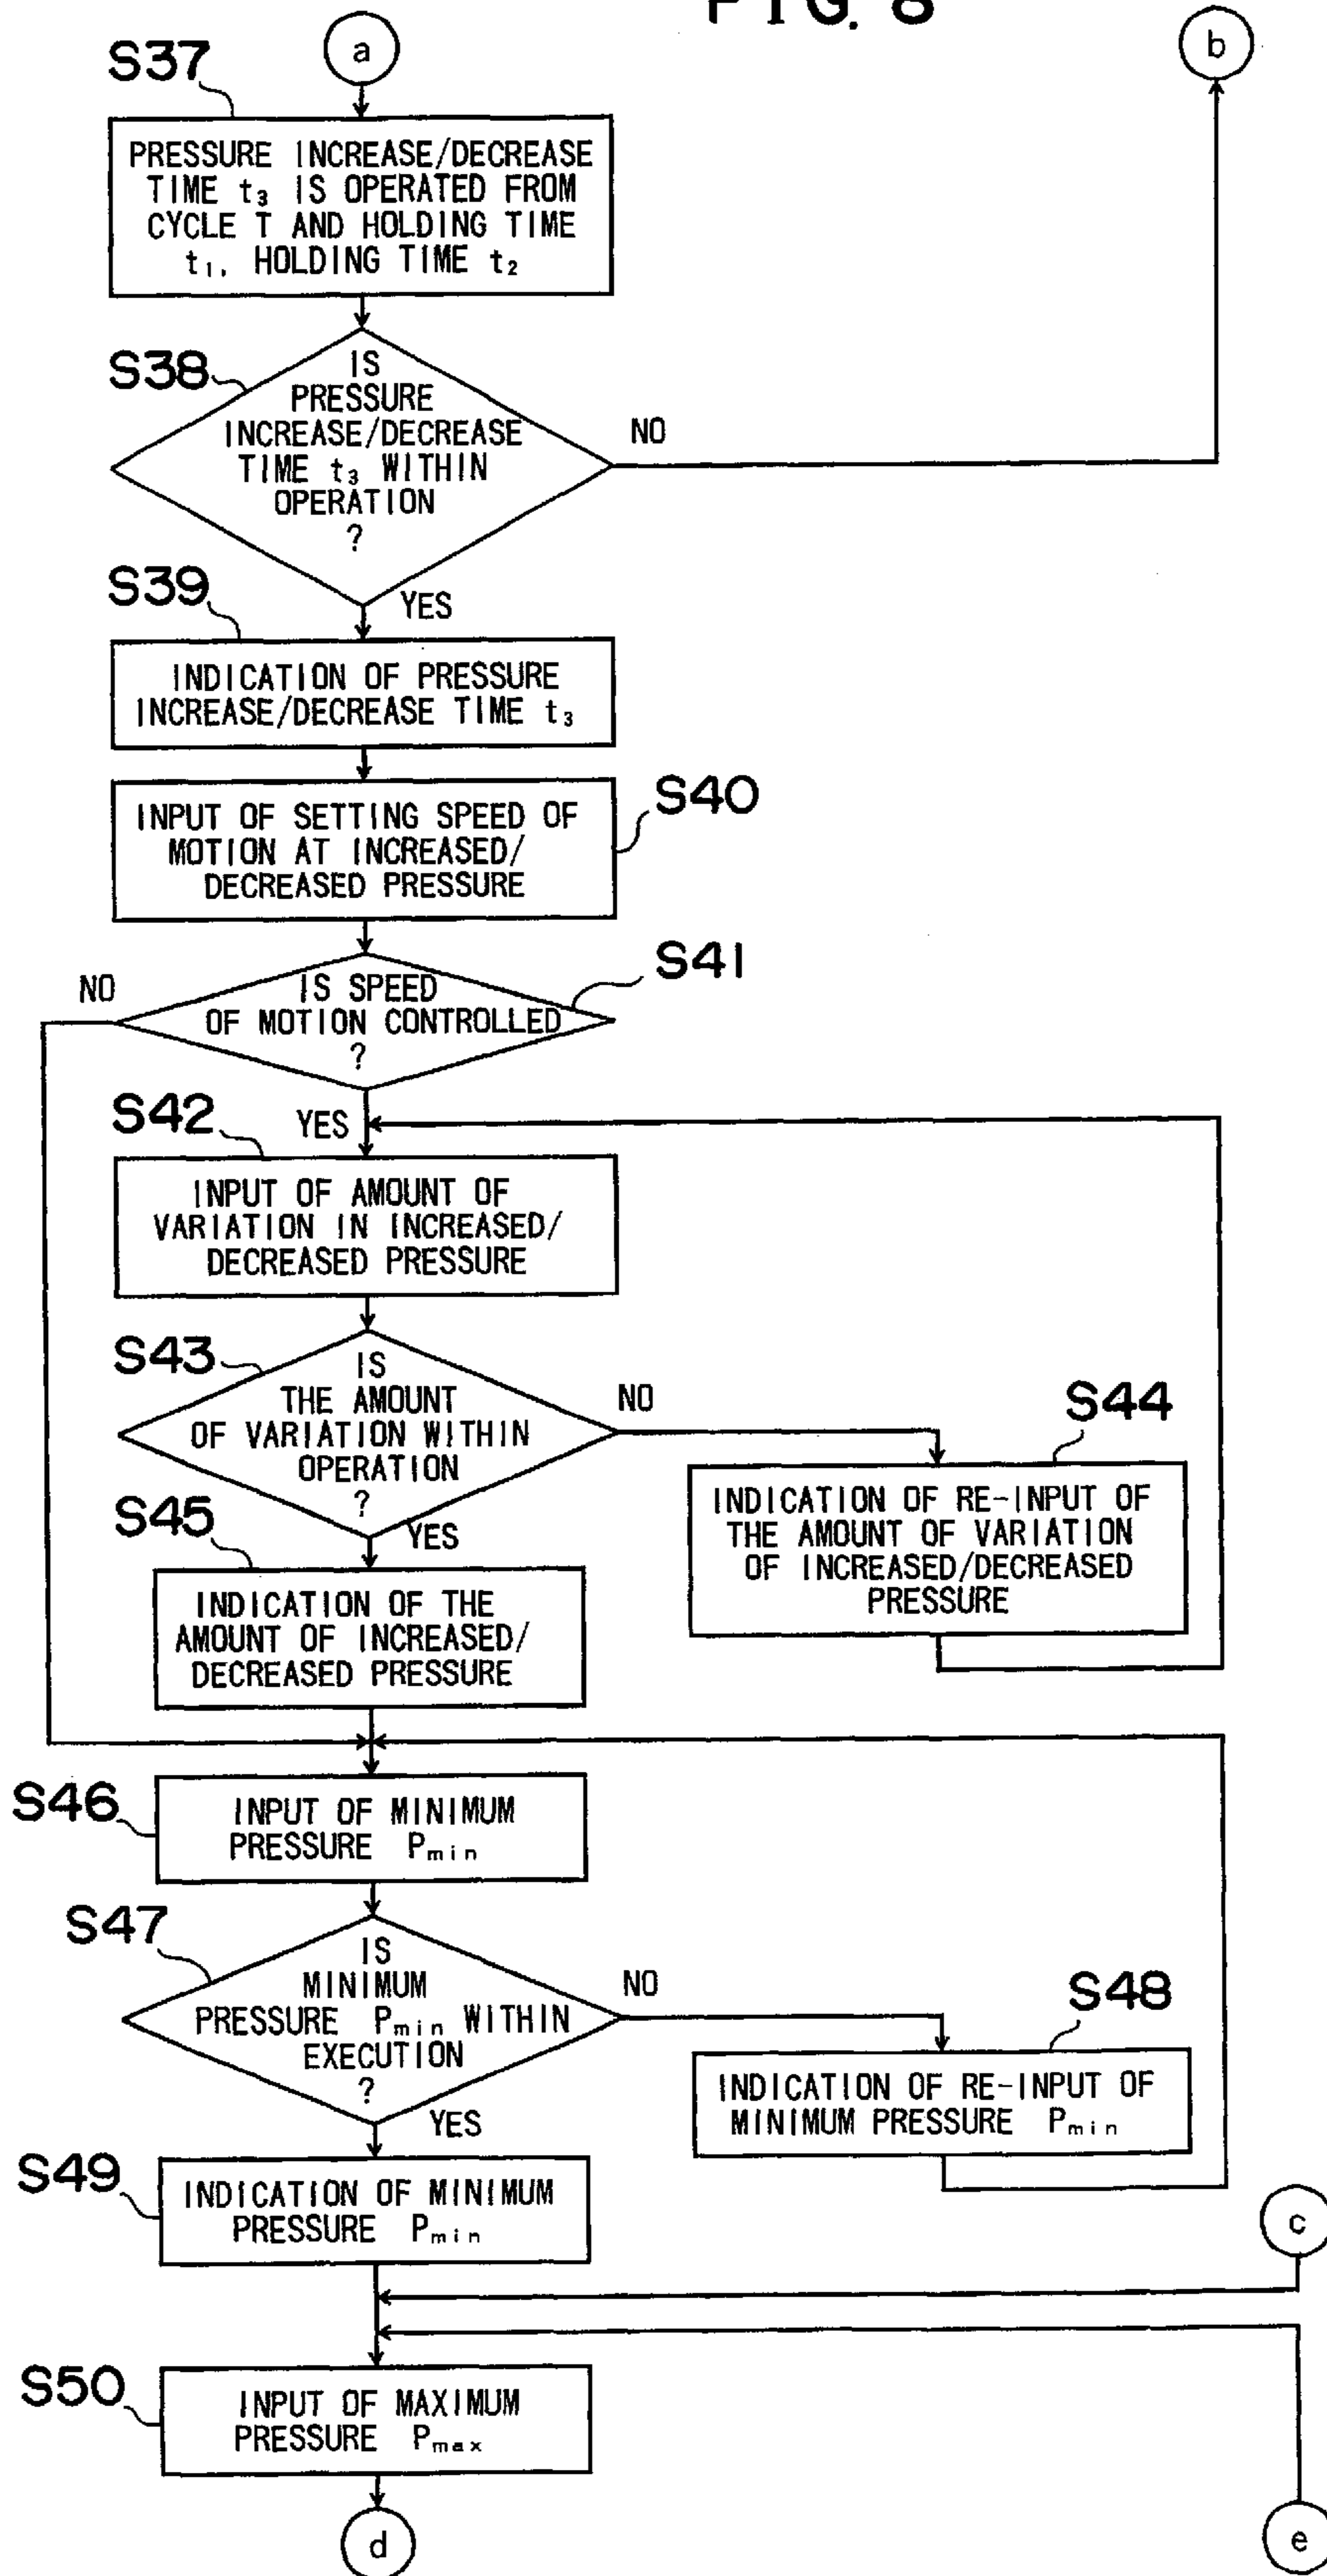 FIG. 8
a
b
S37
PRESSURE INCREASE/DECREASE
TIME t₃ IS OPERATED FROM
CYCLE T AND HOLDING TIME
t₁, HOLDING TIME t₂
S38
IS
PRESSURE
INCREASE/DECREASE
TIME t₃ WITHIN
OPERATION
?
NO
YES
S39
INDICATION OF PRESSURE
INCREASE/DECREASE TIME t₃
S40
INPUT OF SETTING SPEED OF
MOTION AT INCREASED/
DECREASED PRESSURE
S41
NO
IS SPEED
OF MOTION CONTROLLED
?
YES
S42
INPUT OF AMOUNT OF
VARIATION IN INCREASED/
DECREASED PRESSURE
S43
IS
THE AMOUNT
OF VARIATION WITHIN
OPERATION
?
NO
YES
S44
INDICATION OF RE-INPUT OF
THE AMOUNT OF VARIATION
OF INCREASED/DECREASED
PRESSURE
S45
INDICATION OF THE
AMOUNT OF INCREASED/
DECREASED PRESSURE
S46
INPUT OF MINIMUM
PRESSURE Pmin
S47
IS
MINIMUM
PRESSURE Pmin WITHIN
EXECUTION
?
NO
YES
S48
INDICATION OF RE-INPUT OF
MINIMUM PRESSURE Pmin
S49
INDICATION OF MINIMUM
PRESSURE Pmin
c
S50
INPUT OF MAXIMUM
PRESSURE Pmax
d
e